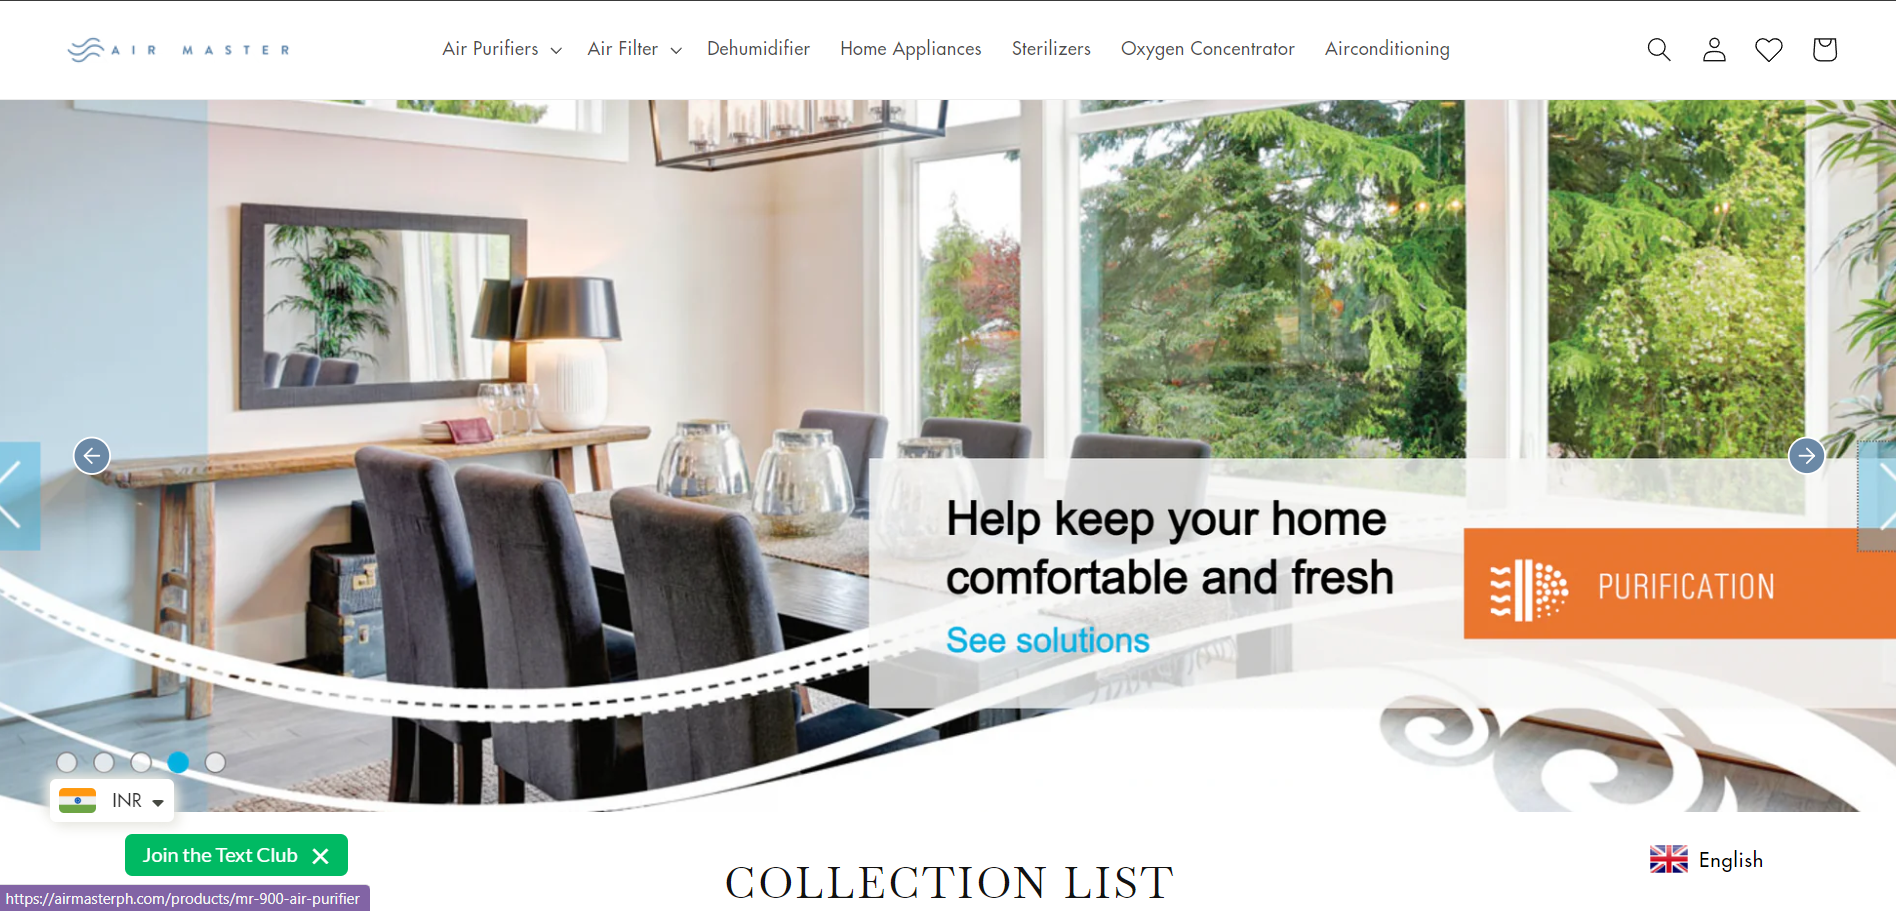 AIR MASTER
Air Purifiers
Air Filter
Dehumidifier
Home Appliances
Sterilizers
Oxygen Concentrator
Airconditioning
Help keep your home
comfortable and fresh
See solutions
PURIFICATION
INR
Join the Text Club
COLLECTION LIST
English
https://airmasterph.com/products/mr-900-air-purifier